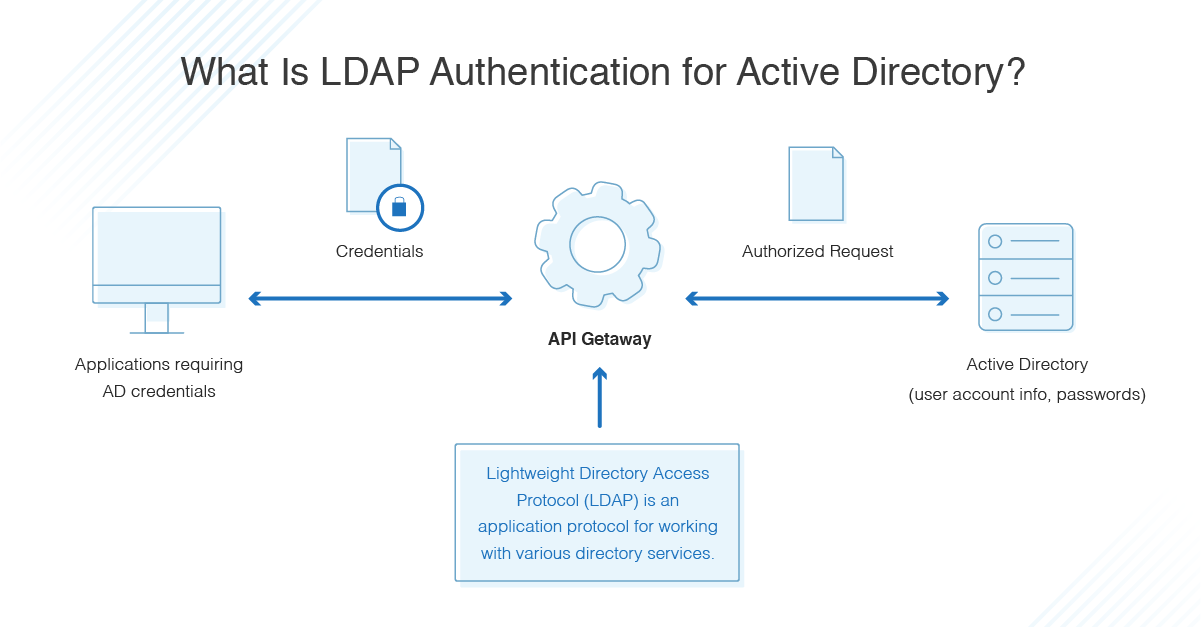 What Is LDAP Authentication for Active Directory?
Credentials
Authorized Request
API Getaway
Applications requiring
AD credentials
Active Directory
(user account info, passwords)
Lightweight Directory Access
Protocol (LDAP) is an
application protocol for working
with various directory services.